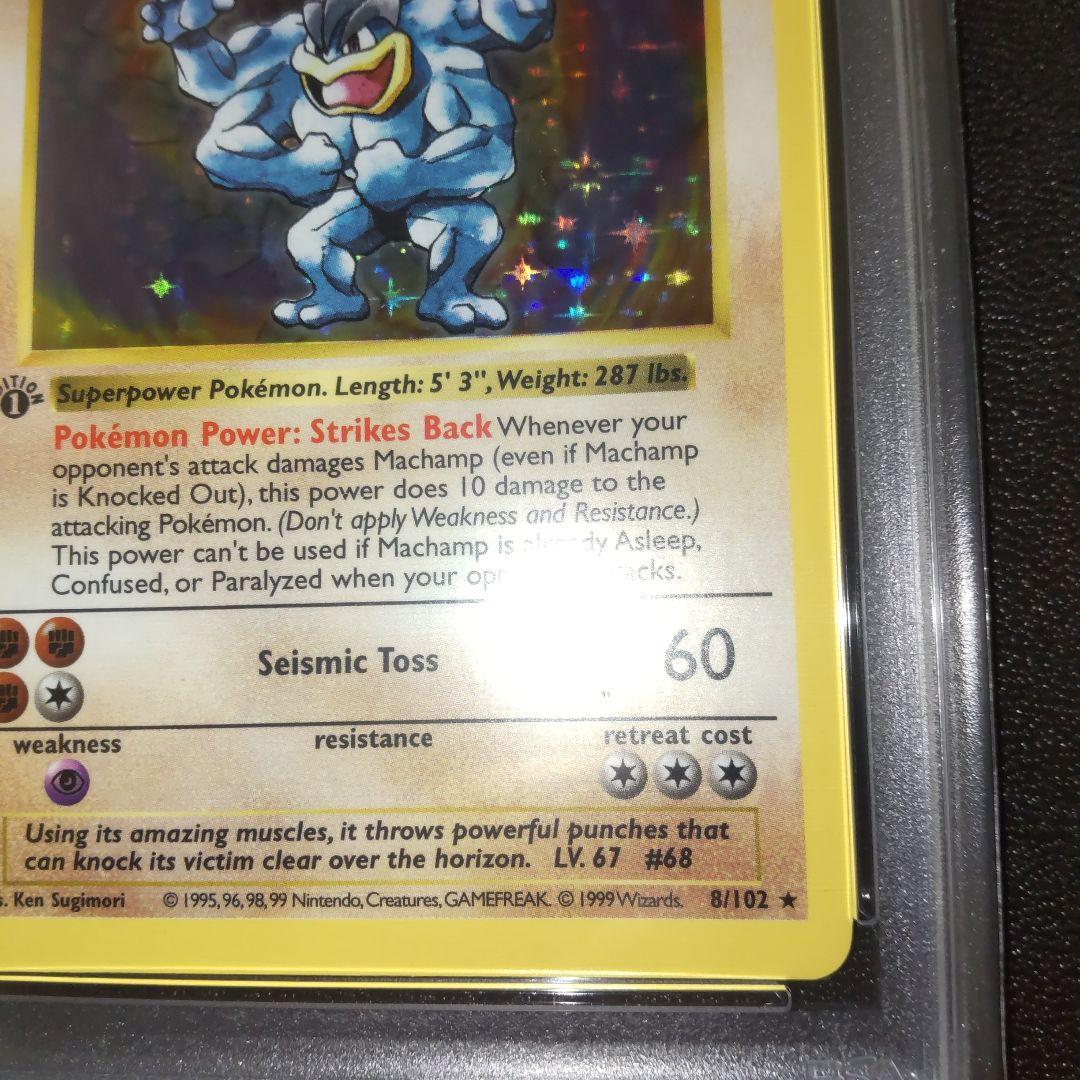 1
Superpower Pokémon. Length: 5' 3", Weight: 287 lbs.
Pokémon Power: Strikes Back Whenever your
opponent's attack damages Machamp (even if Machamp
is Knocked Out), this power does 10 damage to the
attacking Pokémon. (Don't apply Weakness and Resistance.)
This power can't be used if Machamp is already Asleep,
Confused, or Paralyzed when your
Seismic Toss 60
weakness resistance retreat cost
Using its amazing muscles, it throws powerful punches that
can knock its victim clear over the horizon. LV. 67 #68
Ken Sugimori © 1995, 96, 98, 99 Nintendo, Creatures, GAMEFREAK. © 1999 Wizards. 8/102 ★